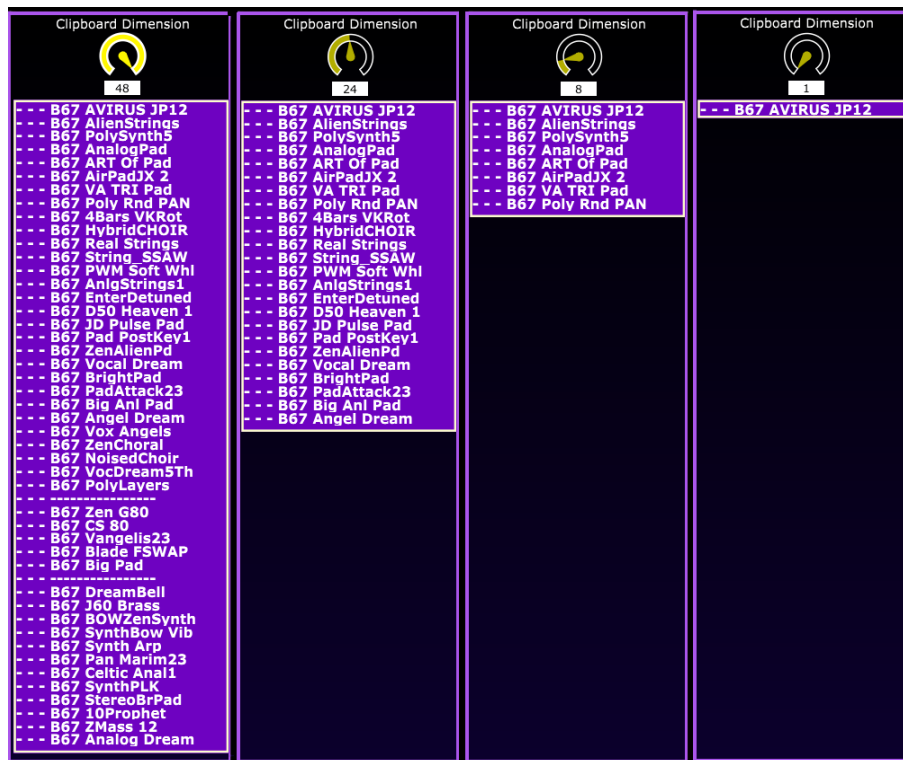 Clipboard Dimension
48
- - - B67 AVIRUS JP12
- - - B67 AlienStrings
- - - B67 PolySynth5
- - - B67 AnalogPad
- - - B67 ART Of Pad
- - - B67 AirPadJX 2
- - - B67 VA TRI Pad
- - - B67 Poly Rnd PAN
- - - B67 4Bars VKRot
- - - B67 HybridCHOIR
- - - B67 Real Strings
- - - B67 String_SSAW
- - - B67 PWM Soft Whl
- - - B67 AnlgStrings1
- - - B67 EnterDetuned
- - - B67 D50 Heaven 1
- - - B67 JD Pulse Pad
- - - B67 Pad PostKey1
- - - B67 ZenAlienPd
- - - B67 Vocal Dream
- - - B67 BrightPad
- - - B67 PadAttack23
- - - B67 Big Anl Pad
- - - B67 Angel Dream
- - - B67 Vox Angels
- - - B67 ZenChoral
- - - B67 NoisedChoir
- - - B67 VocDream5Th
- - - B67 PolyLayers
- - - ----------------
- - - B67 Zen G80
- - - B67 CS 80
- - - B67 Vangelis23
- - - B67 Blade FSWAP
- - - B67 Big Pad
- - - ----------------
- - - B67 DreamBell
- - - B67 J60 Brass
- - - B67 BOWZenSynth
- - - B67 SynthBow Vib
- - - B67 Synth Arp
- - - B67 Pan Marim23
- - - B67 Celtic Anal1
- - - B67 SynthPLK
- - - B67 StereoBrPad
- - - B67 10Prophet
- - - B67 ZMass 12
- - - B67 Analog Dream
Clipboard Dimension
24
- - - B67 AVIRUS JP12
- - - B67 AlienStrings
- - - B67 PolySynth5
- - - B67 AnalogPad
- - - B67 ART Of Pad
- - - B67 AirPadJX 2
- - - B67 VA TRI Pad
- - - B67 Poly Rnd PAN
- - - B67 4Bars VKRot
- - - B67 HybridCHOIR
- - - B67 Real Strings
- - - B67 String_SSAW
- - - B67 PWM Soft Whl
- - - B67 AnlgStrings1
- - - B67 EnterDetuned
- - - B67 D50 Heaven 1
- - - B67 JD Pulse Pad
- - - B67 Pad PostKey1
- - - B67 ZenAlienPd
- - - B67 Vocal Dream
- - - B67 BrightPad
- - - B67 PadAttack23
- - - B67 Big Anl Pad
- - - B67 Angel Dream
Clipboard Dimension
8
- - - B67 AVIRUS JP12
- - - B67 AlienStrings
- - - B67 PolySynth5
- - - B67 AnalogPad
- - - B67 ART Of Pad
- - - B67 AirPadJX 2
- - - B67 VA TRI Pad
- - - B67 Poly Rnd PAN
Clipboard Dimension
1
- - - B67 AVIRUS JP12